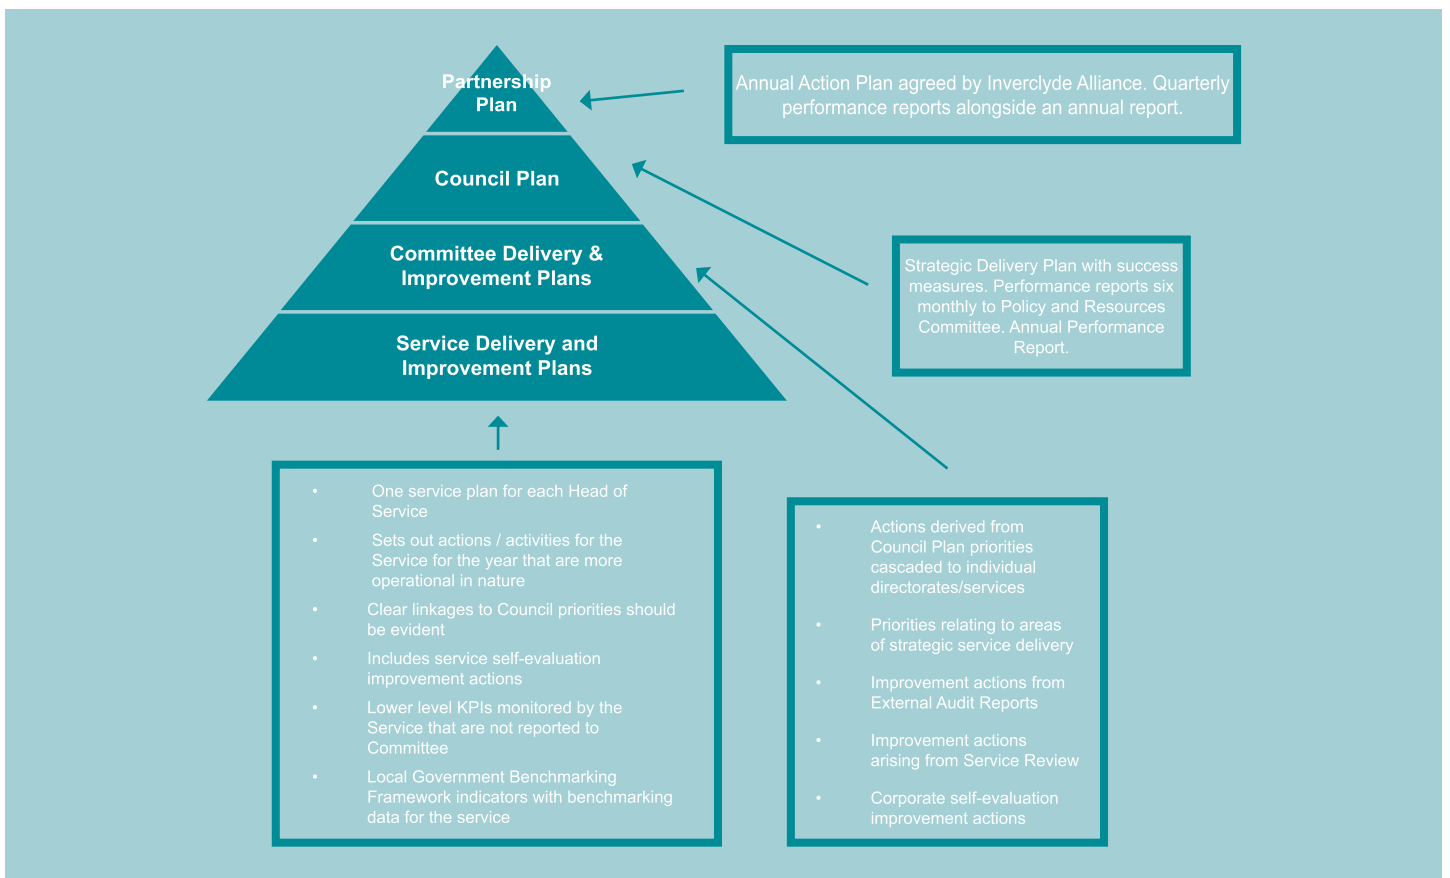 Partnership
Plan
Annual Action Plan agreed by Inverclyde Alliance. Quarterly
performance reports alongside an annual report.
Council Plan
Committee Delivery &
Improvement Plans
Strategic Delivery Plan with success
measures. Performance reports six
monthly to Policy and Resources
Committee. Annual Performance
Report.
Service Delivery and
Improvement Plans
• One service plan for each Head of
Service
• Sets out actions / activities for the
Service for the year that are more
operational in nature
• Clear linkages to Council priorities should
be evident
• Includes service self-evaluation
improvement actions
• Lower level KPIs monitored by the
Service that are not reported to
Committee
• Local Government Benchmarking
Framework indicators with benchmarking
data for the service
• Actions derived from
Council Plan priorities
cascaded to individual
directorates/services
• Priorities relating to areas
of strategic service delivery
• Improvement actions from
External Audit Reports
• Improvement actions
arising from Service Review
• Corporate self-evaluation
improvement actions